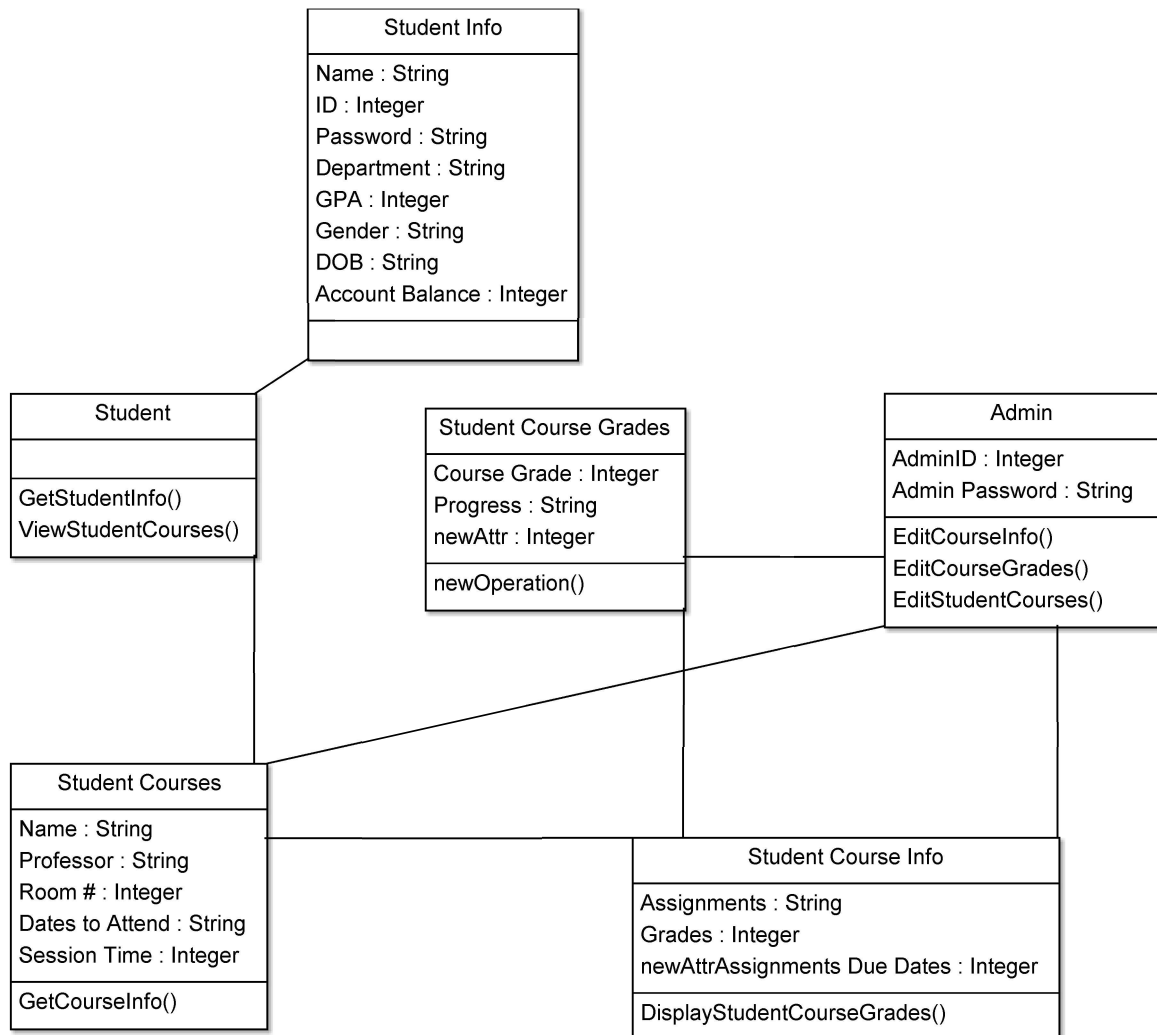 Student Info
Name : String
ID : Integer
Password : String
Department : String
GPA : Integer
Gender : String
DOB : String
Account Balance : Integer
Student
GetStudentInfo()
ViewStudentCourses()
Student Course Grades
Course Grade : Integer
Progress : String
newAttr : Integer
newOperation()
Admin
AdminID : Integer
Admin Password : String
EditCourseInfo()
EditCourseGrades()
EditStudentCourses()
Student Courses
Name : String
Professor : String
Room # : Integer
Dates to Attend : String
Session Time : Integer
GetCourseInfo()
Student Course Info
Assignments : String
Grades : Integer
newAttrAssignments Due Dates : Integer
DisplayStudentCourseGrades()